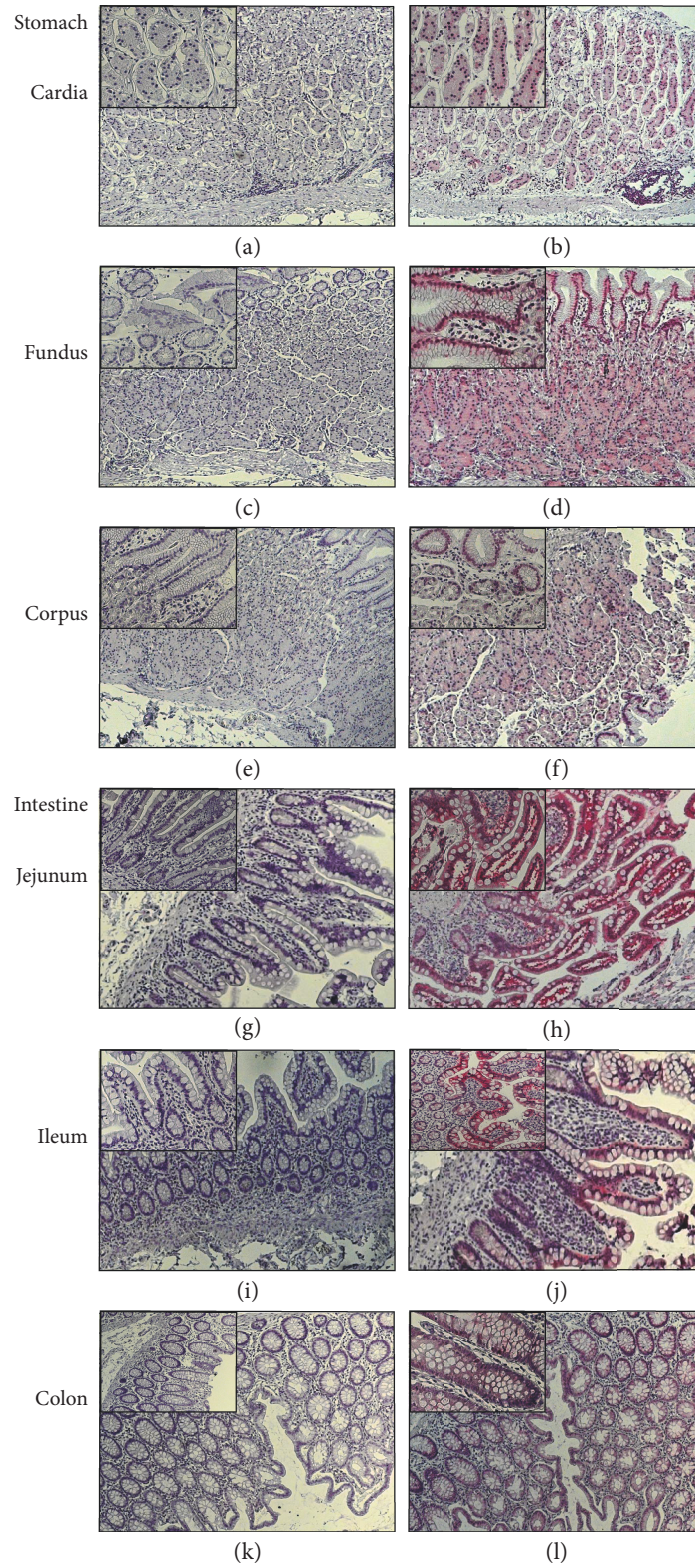 Stomach
Cardia
(a)
(b)
Fundus
(c)
(d)
Corpus
(e)
(f)
Intestine
Jejunum
(g)
(h)
Ileum
(i)
(j)
Colon
(k)
(l)